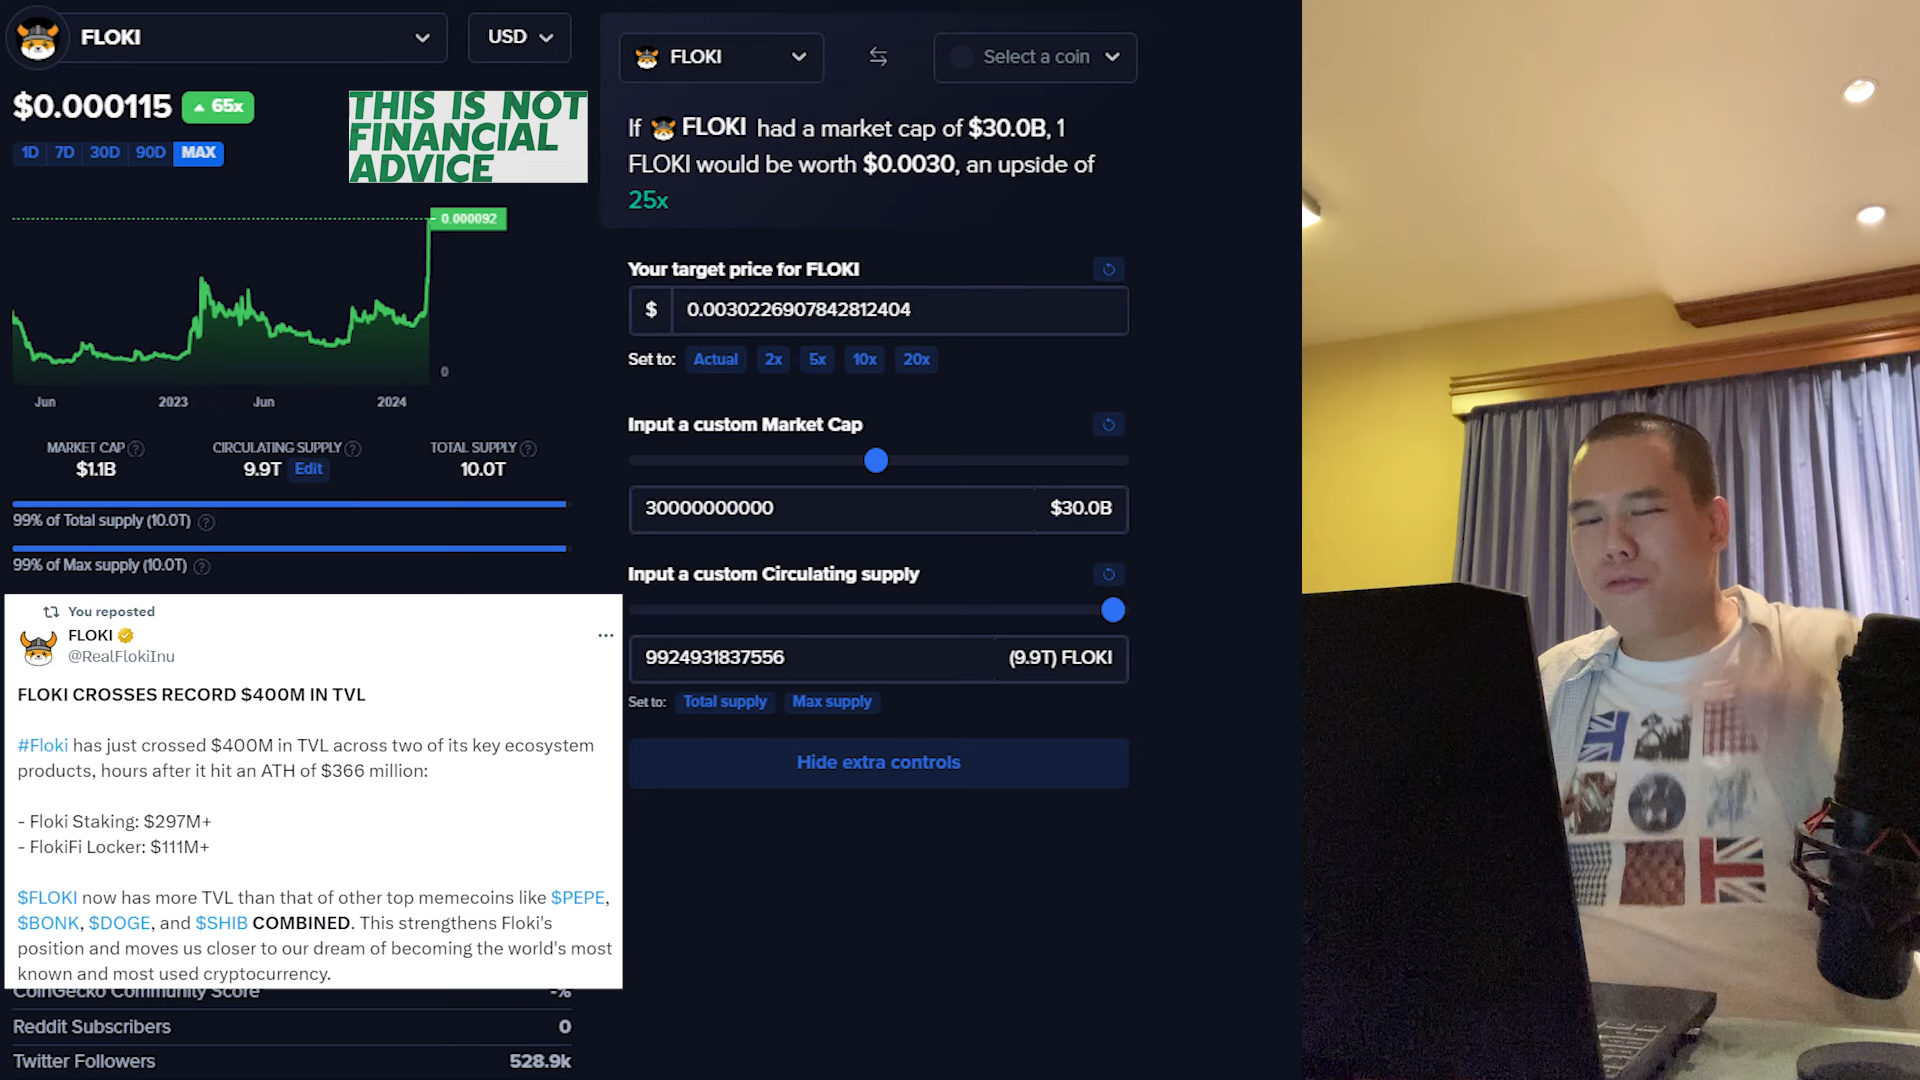 FLOKI
USD
$0.000115
65x
1D 7D 30D 90D MAX
THIS IS NOT
FINANCIAL
ADVICE
0.000092
0
Jun 2023 Jun 2024
MARKET CAP CIRCULATING SUPPLY TOTAL SUPPLY
$1.1B 9.9T Edit 10.0T
99% of Total supply (10.0T)
99% of Max supply (10.0T)
You reposted
FLOKI
@RealFlokiInu
FLOKI CROSSES RECORD $400M IN TVL
#Floki has just crossed $400M in TVL across two of its key ecosystem
products, hours after it hit an ATH of $366 million:
- Floki Staking: $297M+
- FlokiFi Locker: $111M+
$FLOKI now has more TVL than that of other top memecoins like $PEPE,
$BONK, $DOGE, and $SHIB COMBINED. This strengthens Floki's
position and moves us closer to our dream of becoming the world's most
known and most used cryptocurrency.
CoinGecko Community Score -%
Reddit Subscribers 0
Twitter Followers 528.9k
FLOKI
Select a coin
If FLOKI had a market cap of $30.0B, 1
FLOKI would be worth $0.0030, an upside of
25x
Your target price for FLOKI
$ 0.0030226907842812404
Set to: Actual 2x 5x 10x 20x
Input a custom Market Cap
30000000000 $30.0B
Input a custom Circulating supply
9924931837556 (9.9T) FLOKI
Set to: Total supply Max supply
Hide extra controls